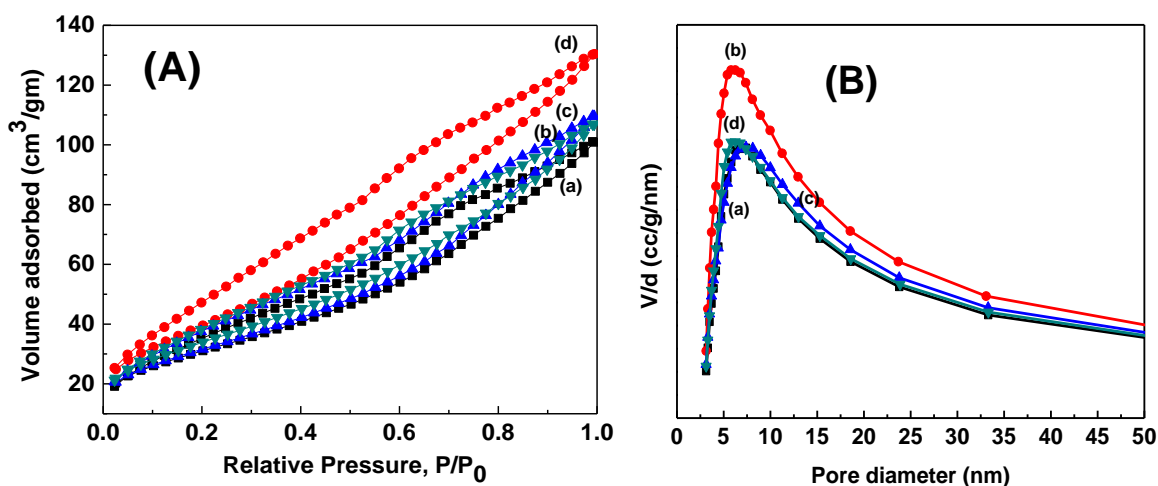 (A)
140
120
100
80
60
40
20
Volume adsorbed (cm³/gm)
(d)
(c)
(b)
(a)
0.0 0.2 0.4 0.6 0.8 1.0
Relative Pressure, P/P₀
(B)
V/d (cc/g/nm)
(b)
(d)
(c)
(a)
0 5 10 15 20 25 30 35 40 45 50
Pore diameter (nm)